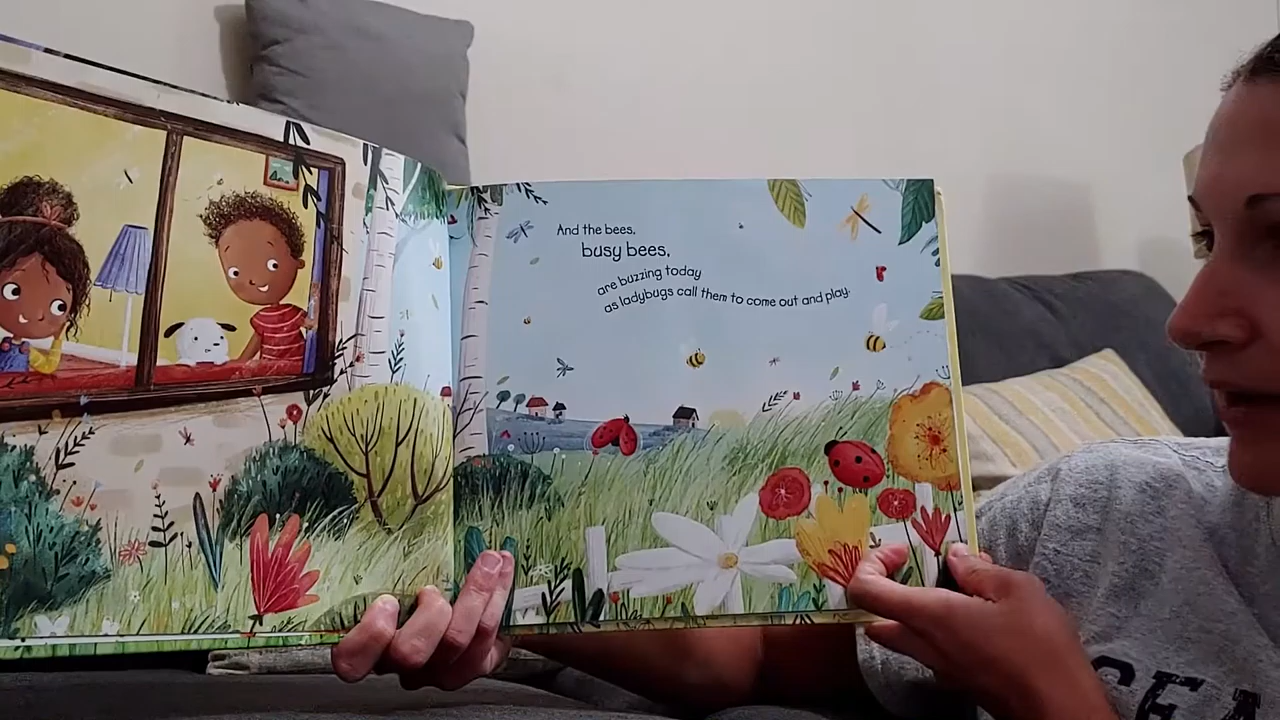 And the bees,
busy bees,
are buzzing today
as ladybugs call them to come out and play.